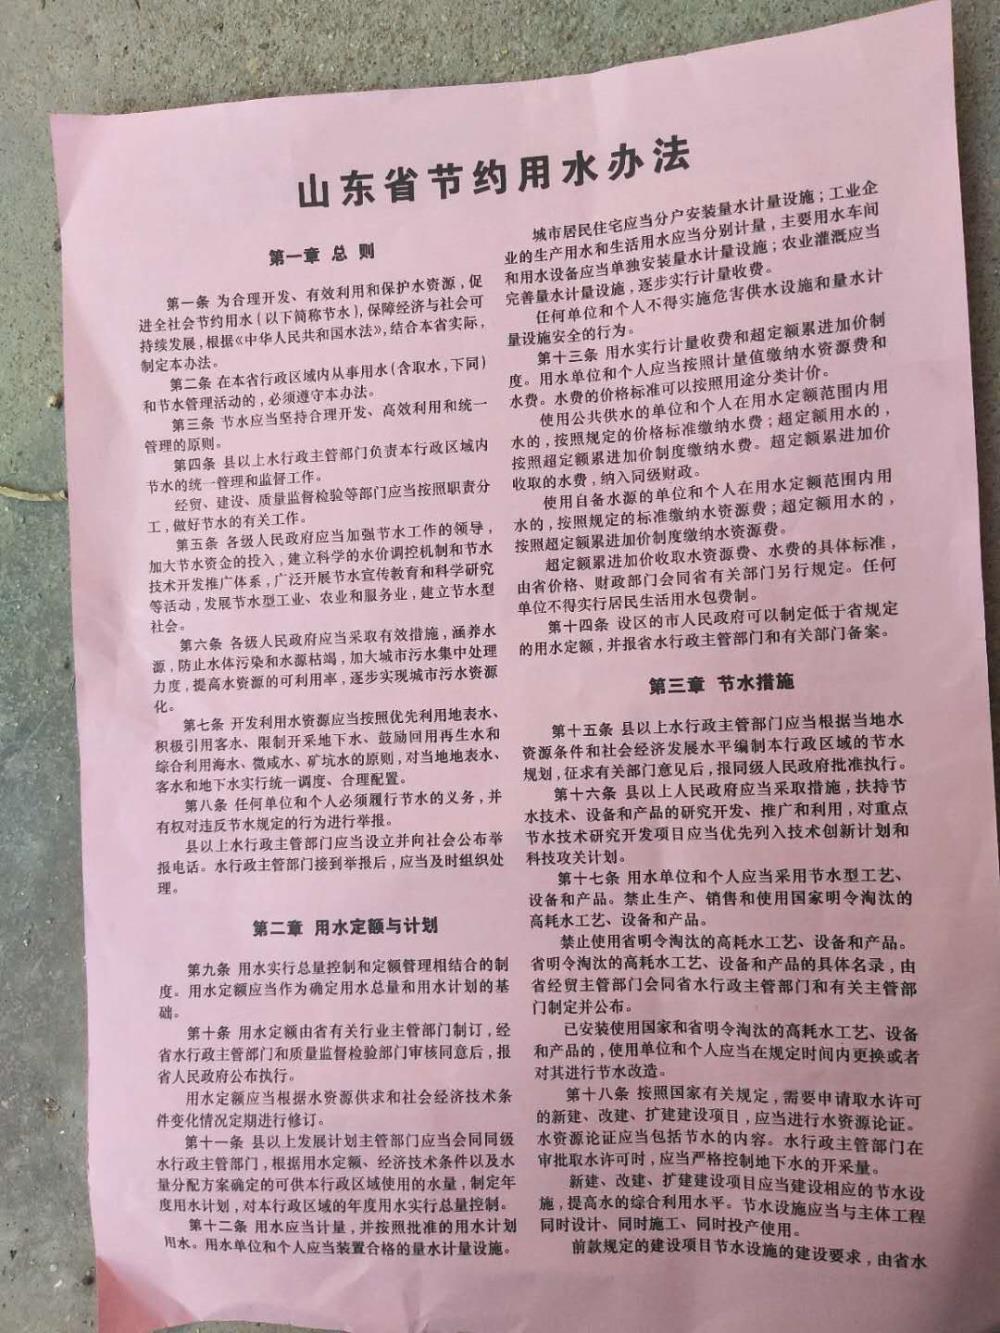 山东省节约用水办法
第一章 总 则
第一条 为合理开发、有效利用和保护水资源，促
进全社会节约用水(以下简称节水)，保障经济与社会可
持续发展，根据《中华人民共和国水法》，结合本省实际，
制定本办法。
第二条 在本省行政区域内从事用水(含取水，下同)
和节水管理活动的，必须遵守本办法。
第三条 节水应当坚持合理开发、高效利用和统一
管理的原则。
第四条 县以上水行政主管部门负责本行政区域内
节水的统一管理和监督工作。
经贸、建设、质量监督检验等部门应当按照职责分
工，做好节水的有关工作。
第五条 各级人民政府应当加强节水工作的领导，
加大节水资金的投入，建立科学的水价调控机制和节水
技术开发推广体系，广泛开展节水宣传教育和科学研究
等活动，发展节水型工业、农业和服务业，建立节水型
社会。
第六条 各级人民政府应当采取有效措施，涵养水
源，防止水体污染和水源枯竭，加大城市污水集中处理
力度，提高水资源的可利用率，逐步实现城市污水资源
化。
第七条 开发利用水资源应当按照优先利用地表水、
积极引用客水、限制开采地下水、鼓励回用再生水和
综合利用海水、微咸水、矿坑水的原则，对当地地表水、
客水和地下水实行统一调度、合理配置。
第八条 任何单位和个人必须履行节水的义务，并
有权对违反节水规定的行为进行举报。
县以上水行政主管部门应当设立并向社会公布举
报电话。水行政主管部门接到举报后，应当及时组织处
理。
第二章 用水定额与计划
第九条 用水实行总量控制和定额管理相结合的制
度。用水定额应当作为确定用水总量和用水计划的基
础。
第十条 用水定额由省有关行业主管部门制订，经
省水行政主管部门和质量监督检验部门审核同意后，报
省人民政府公布执行。
用水定额应当根据水资源供求和社会经济技术条
件变化情况定期进行修订。
第十一条 县以上发展计划主管部门应当会同同级
水行政主管部门，根据用水定额、经济技术条件以及水
量分配方案确定的可供本行政区域使用的水量，制定年
度用水计划，对本行政区域的年度用水实行总量控制。
第十二条 用水应当计量，并按照批准的用水计划
用水。用水单位和个人应当装置合格的量水计量设施。
城市居民住宅应当分户安装量水计量设施；工业企
业的生产用水和生活用水应当分别计量，主要用水车间
和用水设备应当单独安装量水计量设施；农业灌溉应当
完善量水计量设施，逐步实行计量收费。
任何单位和个人不得实施危害供水设施和量水计
量设施安全的行为。
第十三条 用水实行计量收费和超定额累进加价制
度。用水单位和个人应当按照计量值缴纳水资源费和
水费。水费的价格标准可以按照用途分类计价。
使用公共供水的单位和个人在用水定额范围内用
水的，按照规定的价格标准缴纳水费；超定额用水的，
按照超定额累进加价制度缴纳水费。超定额累进加价
收取的水费，纳入同级财政。
使用自备水源的单位和个人在用水定额范围内用
水的，按照规定的标准缴纳水资源费；超定额用水的，
按照超定额累进加价制度缴纳水资源费。
超定额累进加价收取水资源费、水费的具体标准，
由省价格、财政部门会同省有关部门另行规定。任何
单位不得实行居民生活用水包费制。
第十四条 设区的市人民政府可以制定低于省规定
的用水定额，并报省水行政主管部门和有关部门备案。
第三章 节水措施
第十五条 县以上水行政主管部门应当根据当地水
资源条件和社会经济发展水平编制本行政区域的节水
规划，征求有关部门意见后，报同级人民政府批准执行。
第十六条 县以上人民政府应当采取措施，扶持节
水技术、设备和产品的研究开发、推广和利用，对重点
节水技术研究开发项目应当优先列入技术创新计划和
科技攻关计划。
第十七条 用水单位和个人应当采用节水型工艺、
设备和产品。禁止生产、销售和使用国家明令淘汰的
高耗水工艺、设备和产品。
禁止使用省明令淘汰的高耗水工艺、设备和产品。
省明令淘汰的高耗水工艺、设备和产品的具体名录，由
省经贸主管部门会同省水行政主管部门和有关主管部
门制定并公布。
已安装使用国家和省明令淘汰的高耗水工艺、设备
和产品的，使用单位和个人应当在规定时间内更换或者
对其进行节水改造。
第十八条 按照国家有关规定，需要申请取水许可
的新建、改建、扩建建设项目，应当进行水资源论证。
水资源论证应当包括节水的内容。水行政主管部门在
审批取水许可时，应当严格控制地下水的开采量。
新建、改建、扩建建设项目应当建设相应的节水设
施，提高水的综合利用水平。节水设施应当与主体工程
同时设计、同时施工、同时投产使用。
前款规定的建设项目节水设施的建设要求，由省水